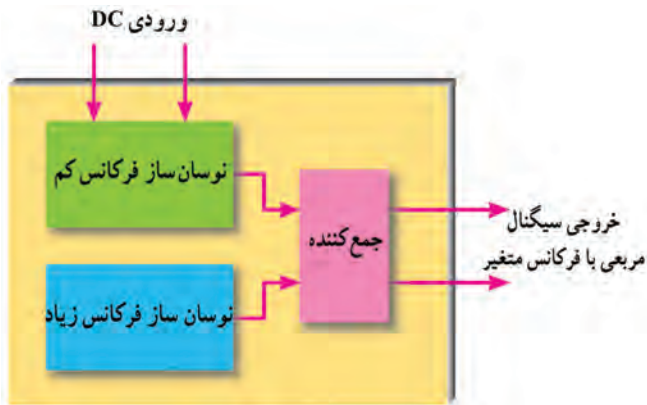 ورودی DC
نوسان‌ساز فرکانس کم
جمع‌کننده
خروجی سیگنال
مربعی با فرکانس متغیر
نوسان ساز فرکانس زیاد